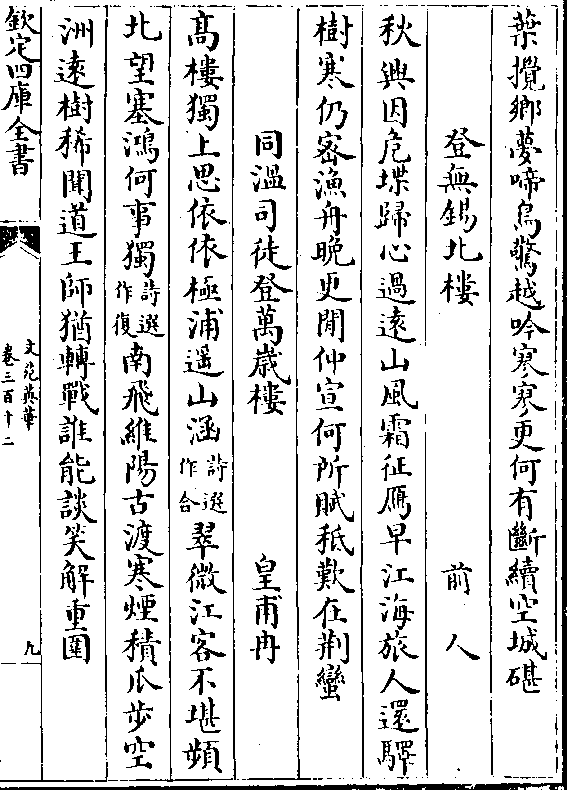 葉攪鄉夢啼烏驚越吟寒寒更何有斷續空城碪
登無錫北樓　前人
秋興因危堞歸心過遠山風霜征鴈早江海旅人還驛
樹寒仍密漁舟晩更閒仲宣何所賦秪歎在荆蠻
同溫司徒登萬歲樓　皇甫冉
髙樓獨上思依依極浦遥山涵詩選作合翠微江客不堪頻
北望塞鴻何事獨詩選作復南飛維陽古渡寒煙積瓜步空
洲遠樹稀聞道王師猶轉戰誰能談笑解重圍
欽定四庫全書
文苑英華
卷三百十二
九